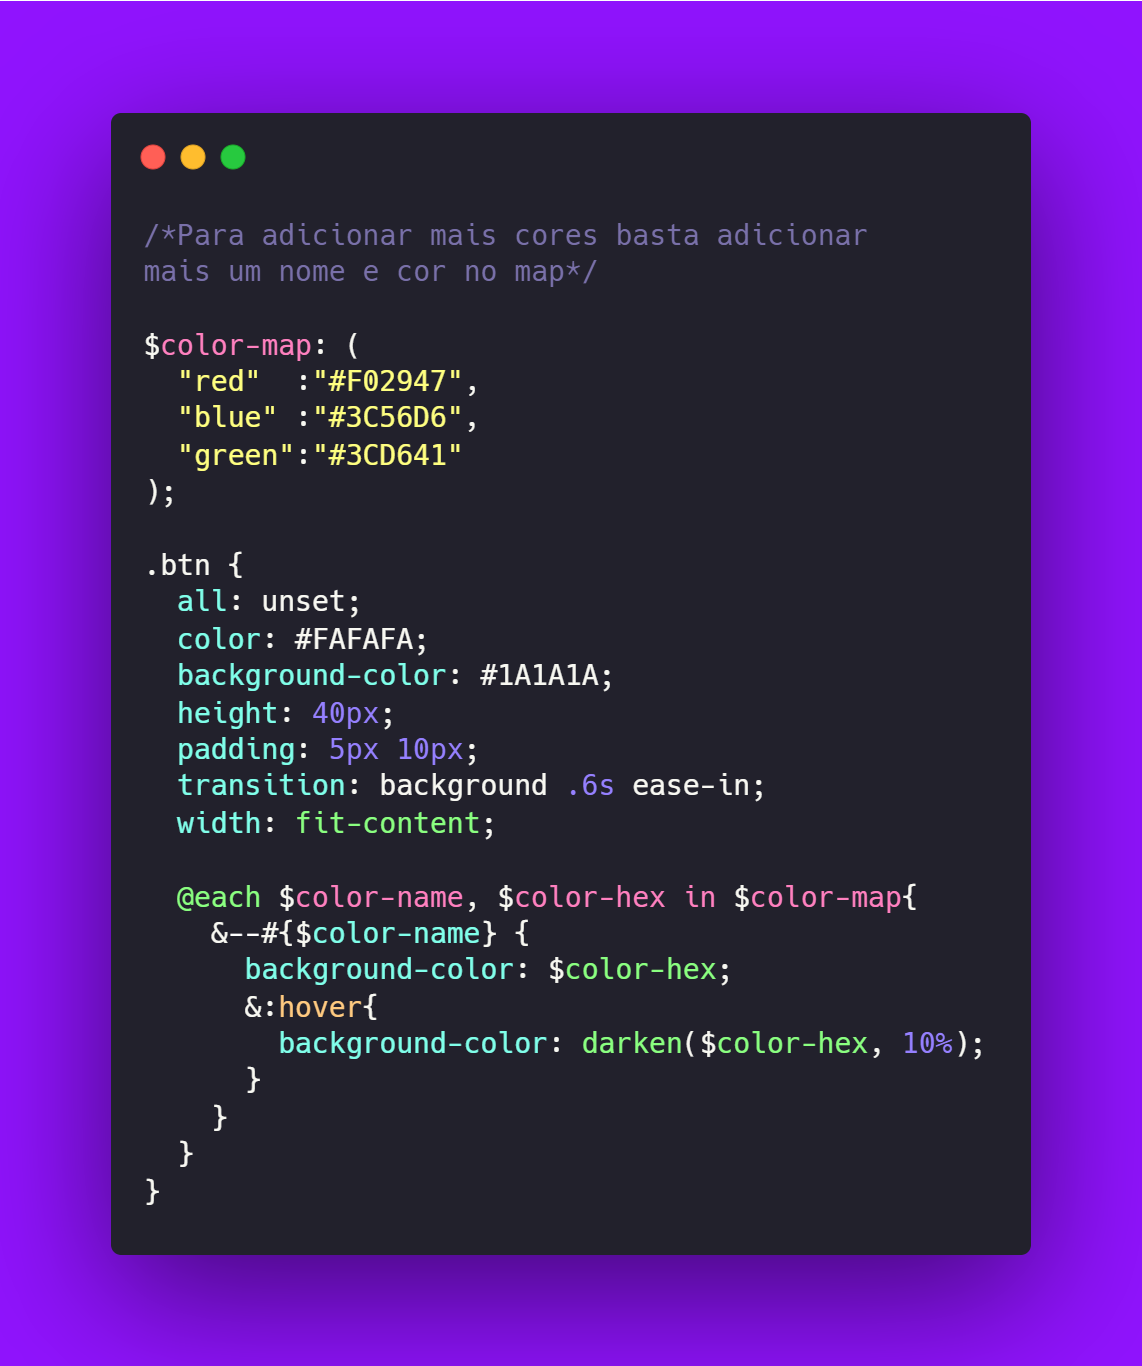 /*Para adicionar mais cores basta adicionar
mais um nome e cor no map*/

$color-map: (
  "red"  :"#F02947",
  "blue" :"#3C56D6",
  "green":"#3CD641"
);

.btn {
  all: unset;
  color: #FAFAFA;
  background-color: #1A1A1A;
  height: 40px;
  padding: 5px 10px;
  transition: background .6s ease-in;
  width: fit-content;

  @each $color-name, $color-hex in $color-map{
    &--#{$color-name} {
      background-color: $color-hex;
      &:hover{
        background-color: darken($color-hex, 10%);
      }
    }
  }
}